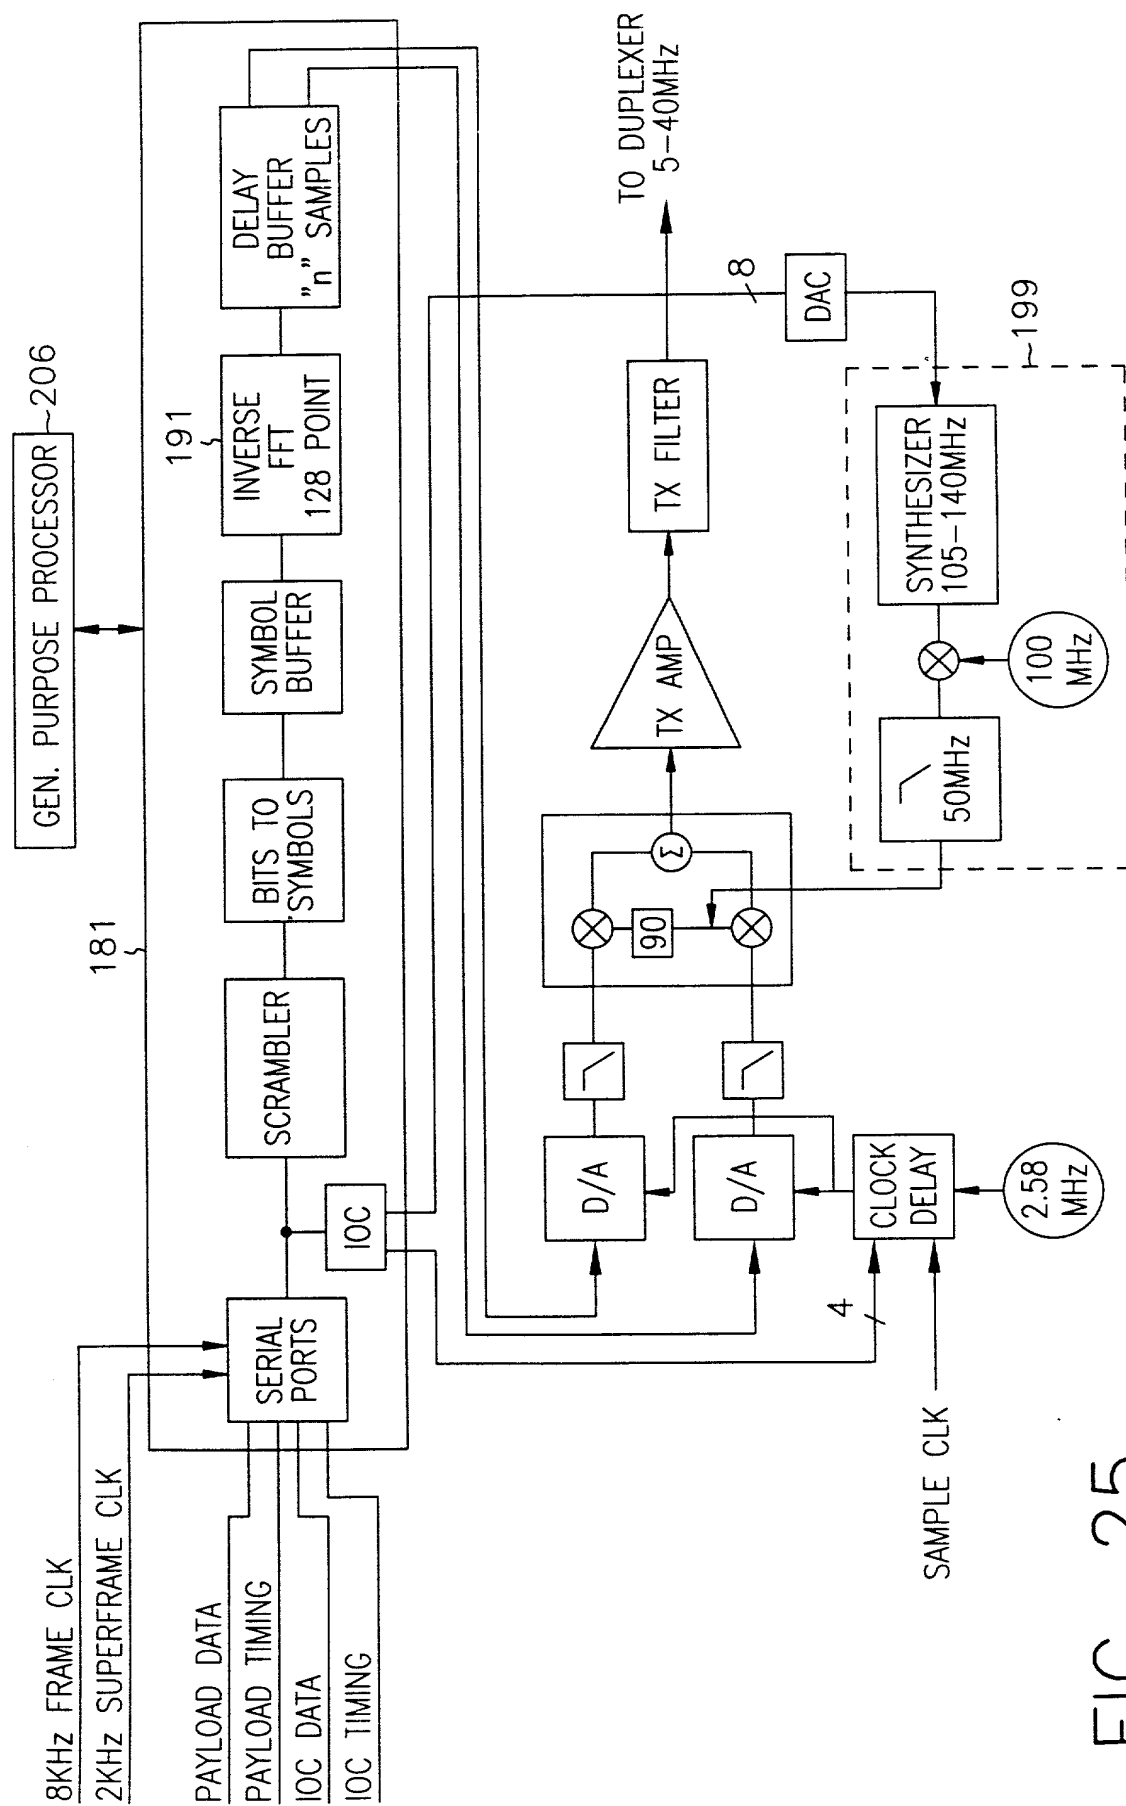 GEN. PURPOSE PROCESSOR
206
181
191
8KHz FRAME CLK
2KHz SUPERFRAME CLK
PAYLOAD DATA
PAYLOAD TIMING
IOC DATA
IOC TIMING
SERIAL
PORTS
IOC
SCRAMBLER
BITS TO
SYMBOLS
SYMBOL
BUFFER
INVERSE
FFT
128 POINT
DELAY
BUFFER
"n" SAMPLES
D/A
D/A
90
Σ
TX AMP
TX FILTER
TO DUPLEXER
5-40MHz
4
8
DAC
CLOCK
DELAY
2.58
MHz
SAMPLE CLK
50MHz
100
MHz
SYNTHESIZER
105-140MHz
199
FIG. 25